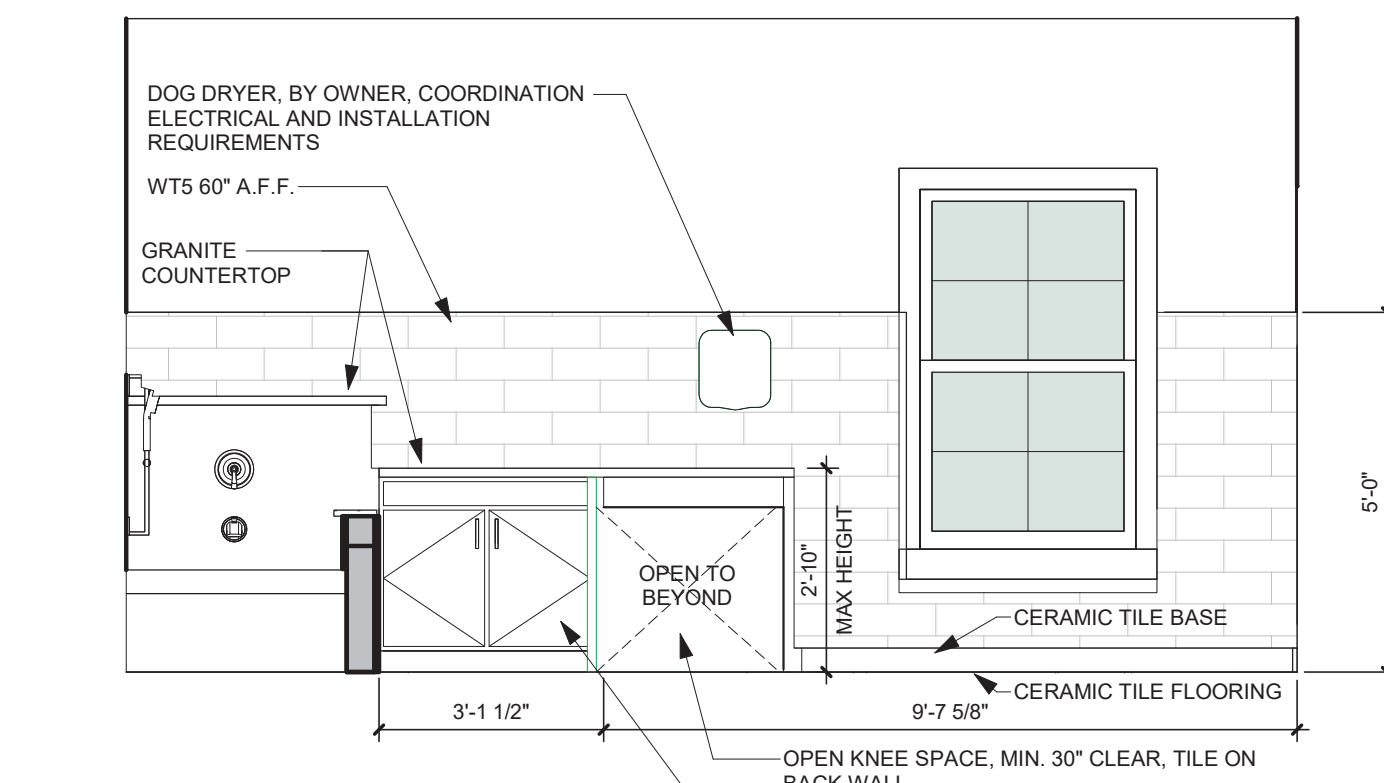 DOG DRYER, BY OWNER, COORDINATION
ELECTRICAL AND INSTALLATION
REQUIREMENTS
WT5 60" A.F.F.
GRANITE
COUNTERTOP
5'-0"
2'-10"
MAX HEIGHT
OPEN TO
BEYOND
CERAMIC TILE BASE
CERAMIC TILE FLOORING
3'-1 1/2"
9'-7 5/8"
OPEN KNEE SPACE, MIN. 30" CLEAR, TILE ON
BACK WALL